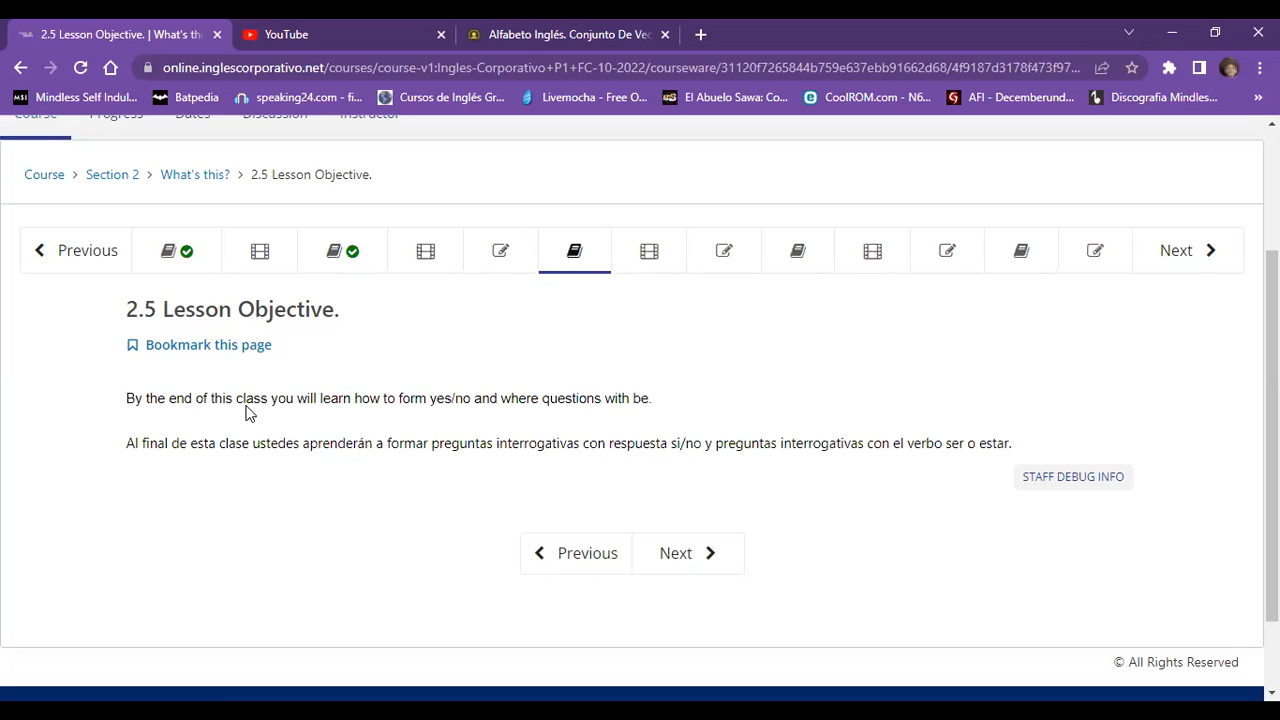 2.5 Lesson Objective. | What's thi
YouTube
Alfabeto Inglés. Conjunto De Vec
online.inglescorporativo.net/courses/course-v1:Ingles-Corporativo+P1+FC-10-2022/courseware/31120f7265844b759e637ebb91662d68/4f9187d3178f473f97...
Mindless Self Indul...
Batpedia
speaking24.com - fi...
Cursos de Inglés Gr...
Livemocha - Free O...
El Abuelo Sawa: Co...
CoolROM.com - N6...
AFI - Decemberund...
Discografia Mindles...
Course Progress Dates Discussion Instructor
Course > Section 2 > What's this? > 2.5 Lesson Objective.
Previous
Next
2.5 Lesson Objective.
Bookmark this page
By the end of this class you will learn how to form yes/no and where questions with be.
Al final de esta clase ustedes aprenderán a formar preguntas interrogativas con respuesta si/no y preguntas interrogativas con el verbo ser o estar.
STAFF DEBUG INFO
Previous
Next
© All Rights Reserved